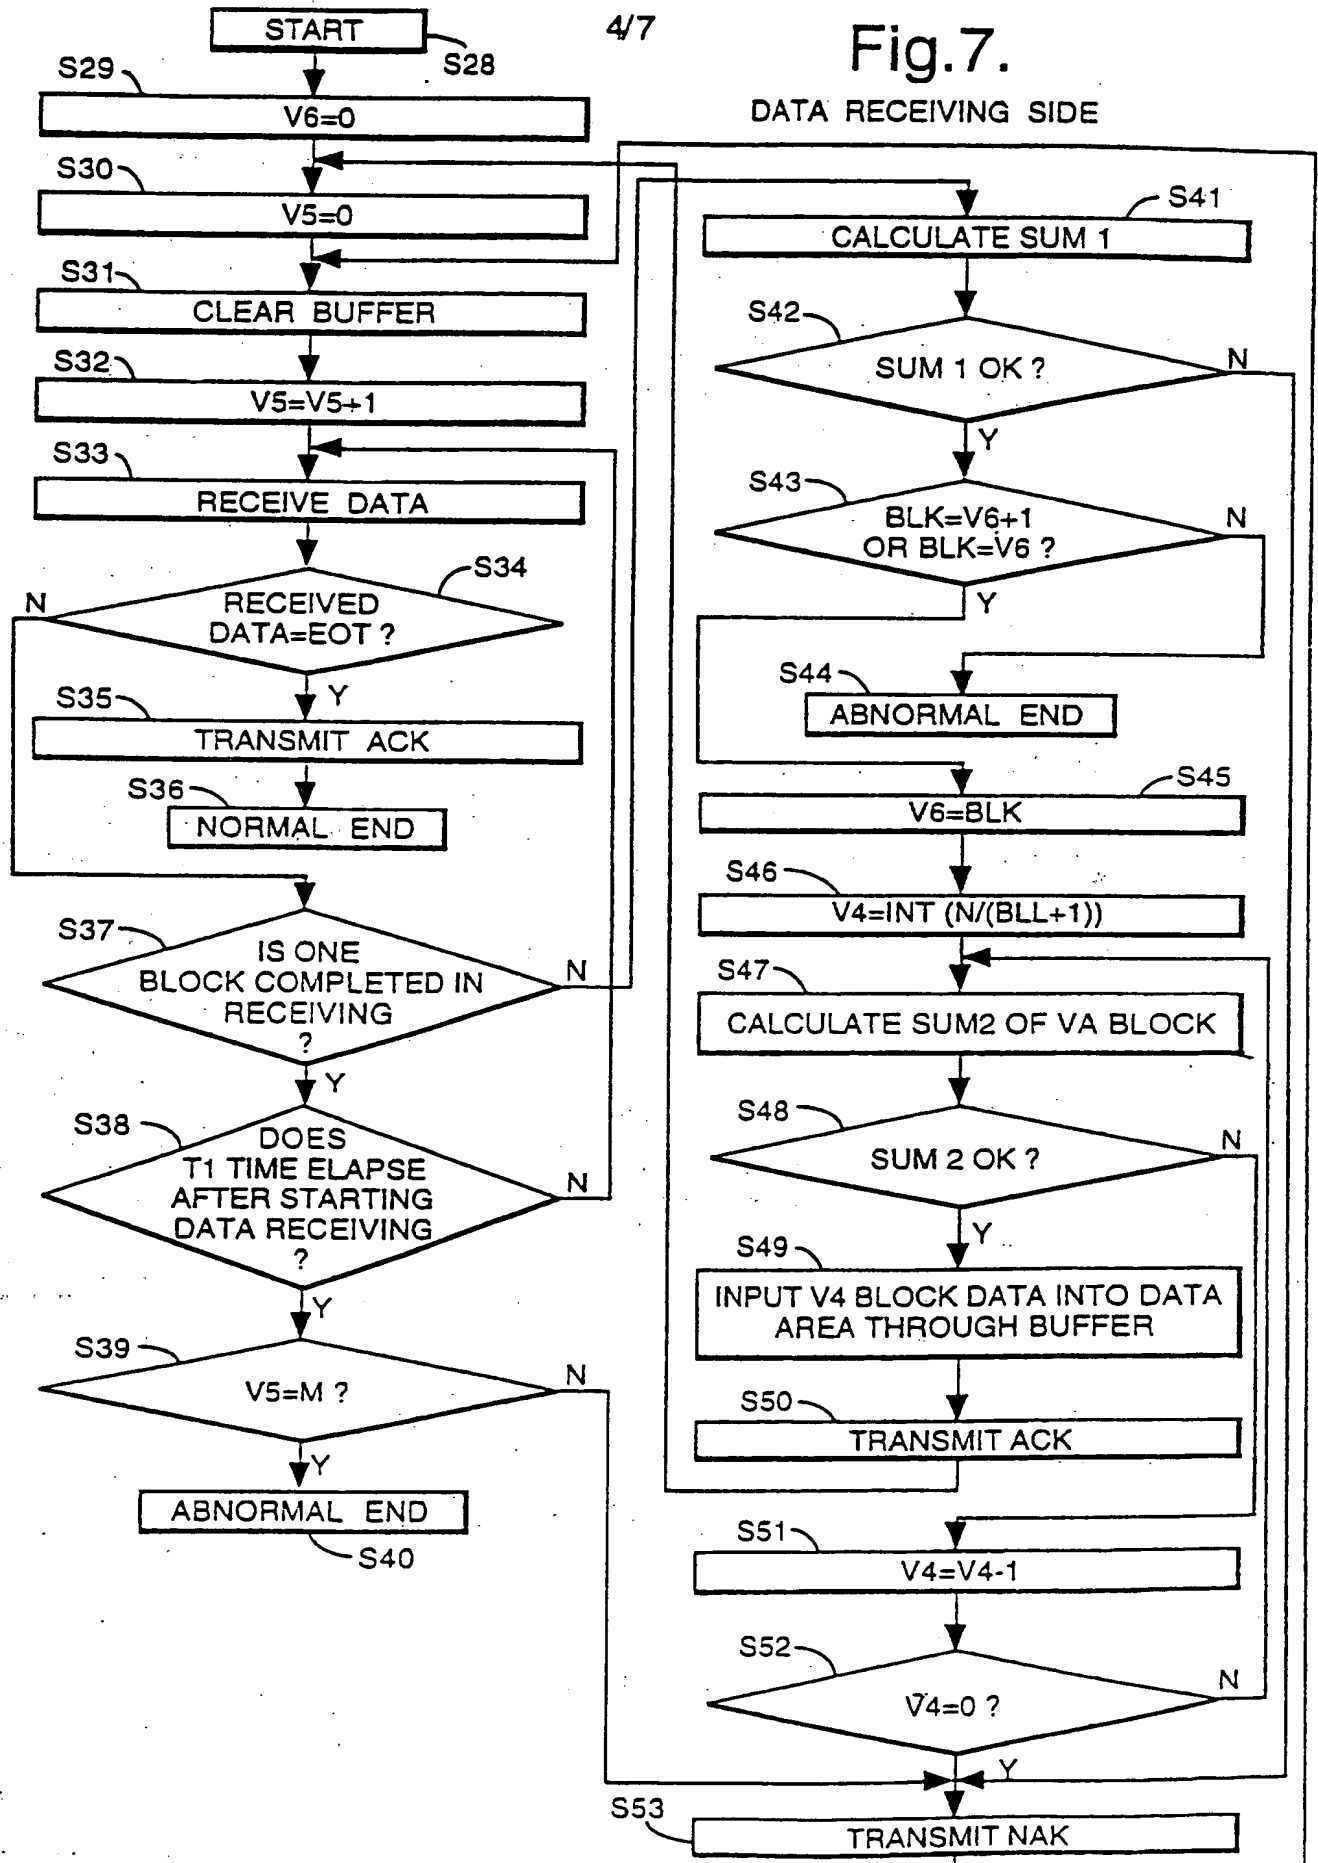 4/7
Fig.7.
DATA RECEIVING SIDE
START
S28
S29
V6=0
S30
V5=0
S31
CLEAR BUFFER
S32
V5=V5+1
S33
RECEIVE DATA
S34
RECEIVED
DATA=EOT ?
N
Y
S35
TRANSMIT ACK
S36
NORMAL END
S37
IS ONE
BLOCK COMPLETED IN
RECEIVING
?
N
Y
S38
DOES
T1 TIME ELAPSE
AFTER STARTING
DATA RECEIVING
?
N
Y
S39
V5=M ?
N
Y
ABNORMAL END
S40
S41
CALCULATE SUM 1
S42
SUM 1 OK ?
N
Y
S43
BLK=V6+1
OR BLK=V6 ?
N
Y
S44
ABNORMAL END
S45
V6=BLK
S46
V4=INT (N/(BLL+1))
S47
CALCULATE SUM2 OF VA BLOCK
S48
SUM 2 OK ?
N
Y
S49
INPUT V4 BLOCK DATA INTO DATA
AREA THROUGH BUFFER
S50
TRANSMIT ACK
S51
V4=V4-1
S52
V4=0 ?
N
Y
S53
TRANSMIT NAK